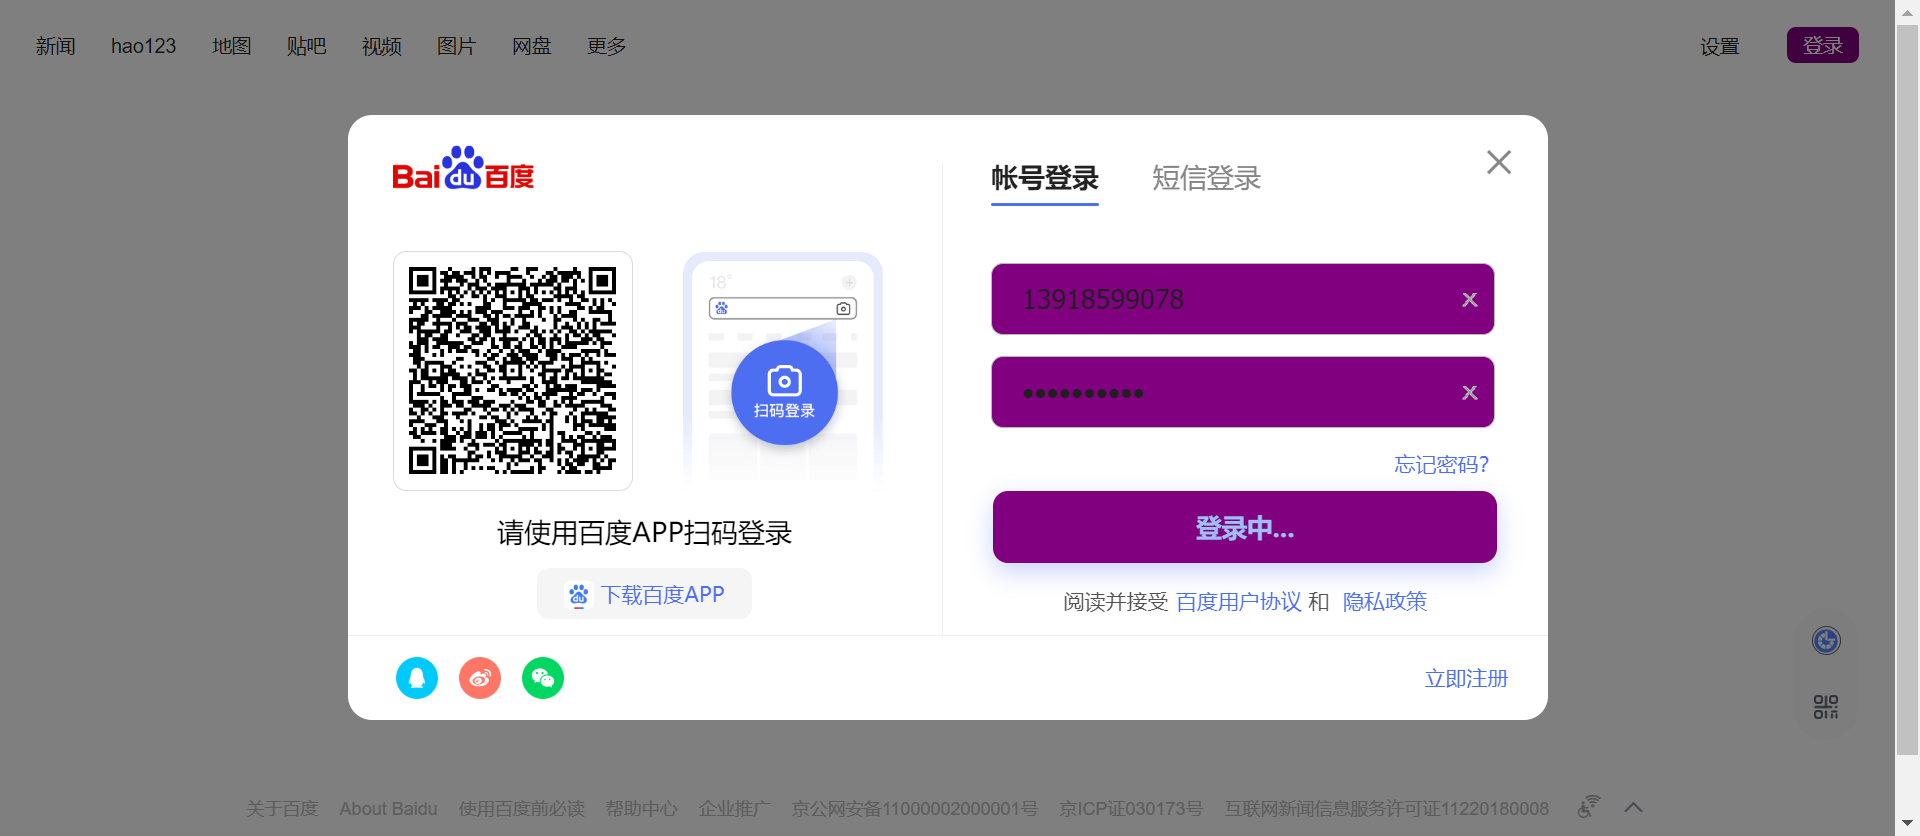 新闻 hao123 地图 贴吧 视频 图片 网盘 更多 设置 登录
Bai du 百度
帐号登录 短信登录
18°
13918599078
扫码登录
忘记密码?
登录中...
请使用百度APP扫码登录
du 下载百度APP
阅读并接受 百度用户协议 和 隐私政策
立即注册
关于百度 About Baidu 使用百度前必读 帮助中心 企业推广 京公网安备11000002000001号 京ICP证030173号 互联网新闻信息服务许可证11220180008